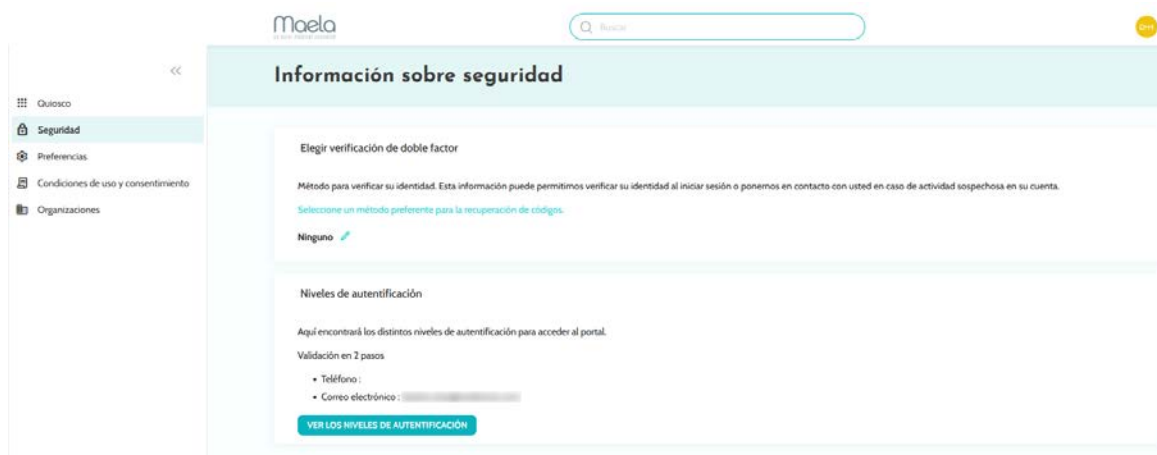 Maela
Buscar
Información sobre seguridad
Quiosco
Seguridad
Preferencias
Condiciones de uso y consentimiento
Organizaciones
Elegir verificación de doble factor
Método para verificar su identidad. Esta información puede permitirnos verificar su identidad al iniciar sesión o ponernos en contacto con usted en caso de actividad sospechosa en su cuenta.
Seleccione un método preferente para la recuperación de códigos.
Ninguno
Niveles de autentificación
Aquí encontrará los distintos niveles de autentificación para acceder al portal.
Validación en 2 pasos
• Teléfono :
• Correo electrónico :
VER LOS NIVELES DE AUTENTIFICACIÓN